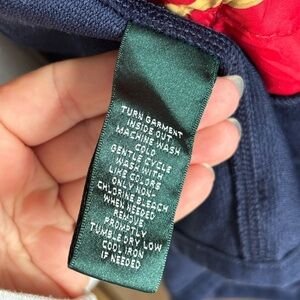 TURN GARMENT
INSIDE OUT
MACHINE WASH
COLD
GENTLE CYCLE
WASH WITH
LIKE COLORS
ONLY NON-
CHLORINE BLEACH
WHEN NEEDED
REMOVE
PROMPTLY
TUMBLE DRY LOW
COOL IRON
IF NEEDED